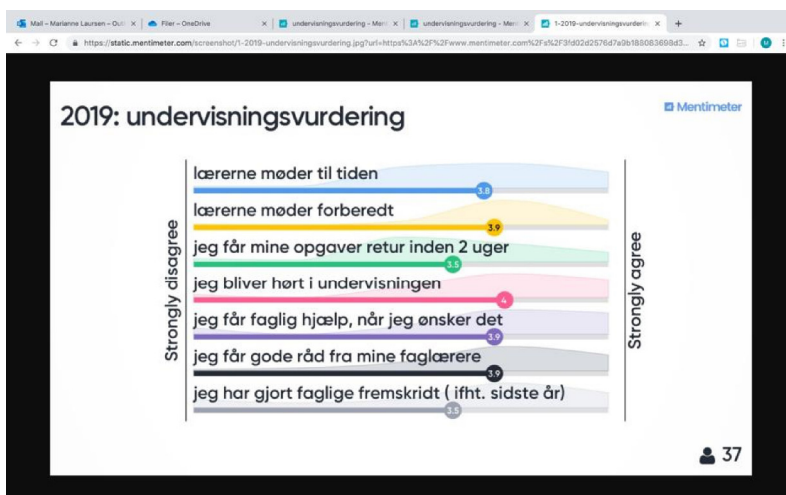 Mail – Marianne Laursen – Out
Filer – OneDrive
undervisningsvurdering - Ment
undervisningsvurdering - Ment
1-2019-undervisningsvurdering
https://static.mentimeter.com/screenshot/1-2019-undervisningsvurdering.jpg?url=https%3A%2F%2Fwww.mentimeter.com%2Fs%2F
2019: undervisningsvurdering
Mentimeter
lærerne møder til tiden
3.8
lærerne møder forberedt
3.9
jeg får mine opgaver retur inden 2 uger
3.5
jeg bliver hørt i undervisningen
4
jeg får faglig hjælp, når jeg ønsker det
3.9
jeg får gode råd fra mine faglærere
3.9
jeg har gjort faglige fremskridt ( ifht. sidste år)
3.5
Strongly disagree
Strongly agree
37